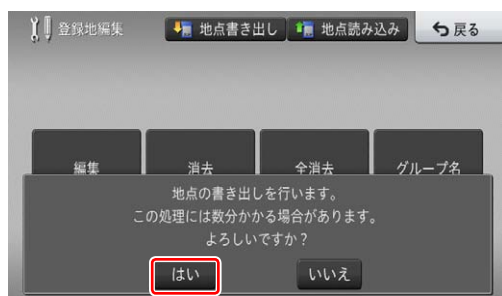 登録地編集 地点書き出し 地点読み込み 戻る
編集 消去 全消去 グループ名
地点の書き出しを行います。
この処理には数分かかる場合があります。
よろしいですか？
はい いいえ